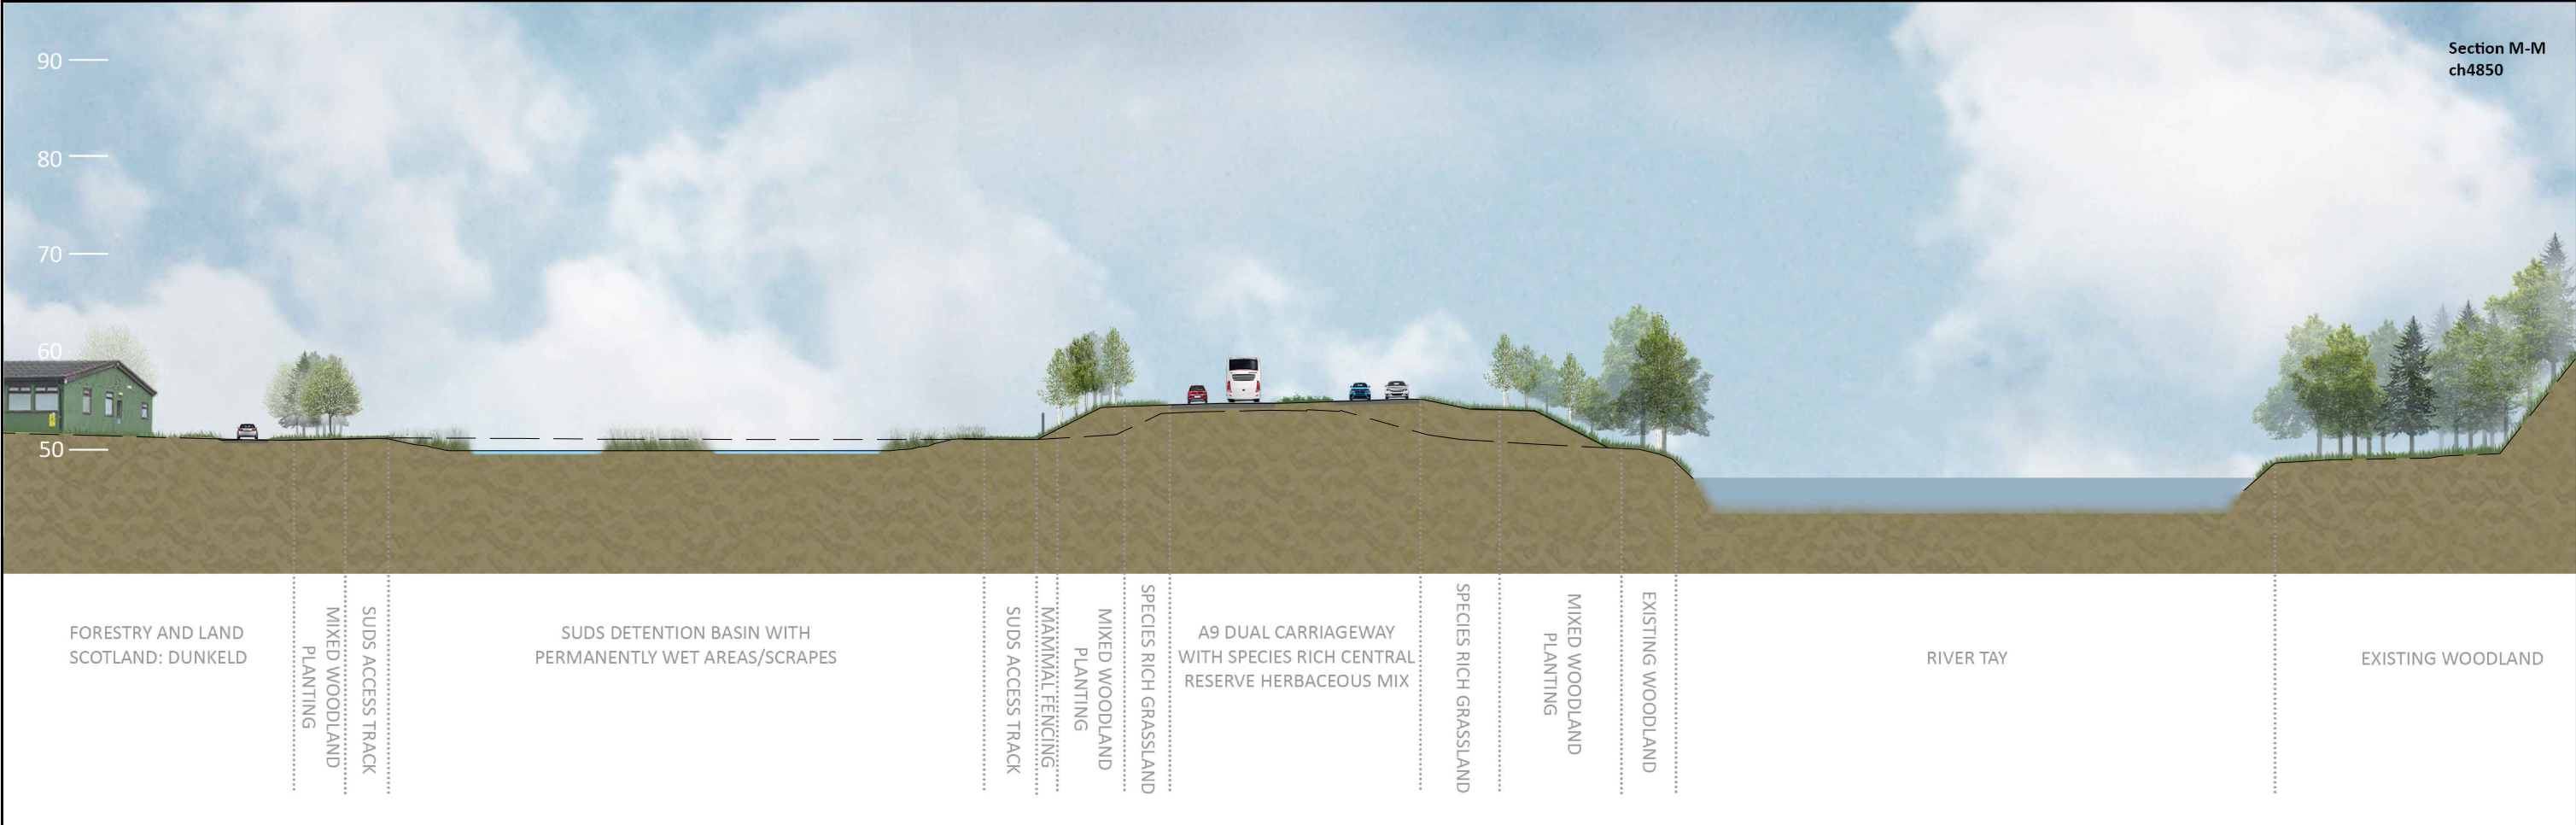 90
80
70
60
50
Section M-M
ch4850
FORESTRY AND LAND
SCOTLAND: DUNKELD
MIXED WOODLAND
PLANTING
SUDS ACCESS TRACK
SUDS DETENTION BASIN WITH
PERMANENTLY WET AREAS/SCRAPES
SUDS ACCESS TRACK
MAMMAL FENCING
MIXED WOODLAND
PLANTING
SPECIES RICH GRASSLAND
A9 DUAL CARRIAGEWAY
WITH SPECIES RICH CENTRAL
RESERVE HERBACEOUS MIX
SPECIES RICH GRASSLAND
MIXED WOODLAND
PLANTING
EXISTING WOODLAND
RIVER TAY
EXISTING WOODLAND